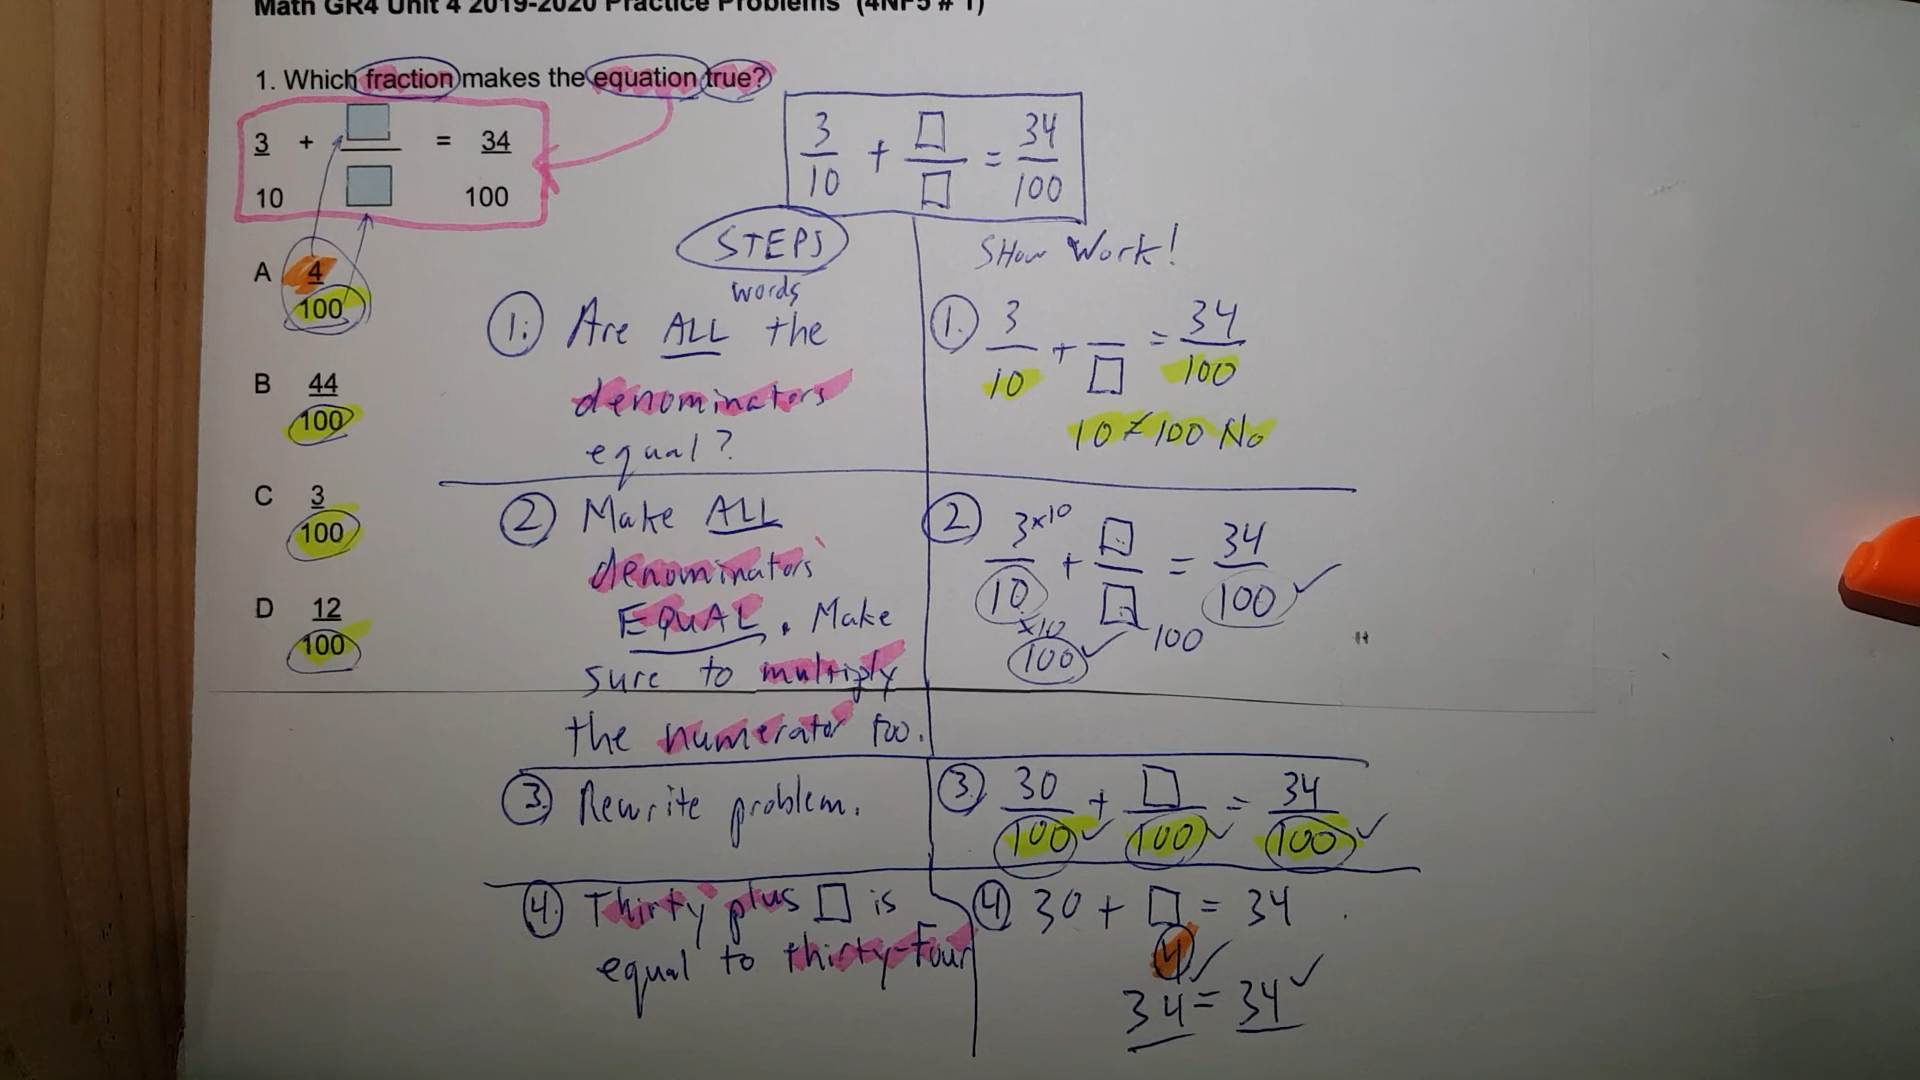 Math GR4 Unit 4 2019-2020 Practice Problems (4NF5 # 1)
1. Which fraction makes the equation true?
3/10 + □/□ = 34/100
3/10 + □/□ = 34/100
A 4/100
B 44/100
C 3/100
D 12/100
STEPS
words
SHow Work!
1. Are ALL the
denominators
equal?
1. 3/10 + /□ = 34/100
10 ≠ 100 No
2 Make ALL
denominators
EQUAL. Make
sure to multiply
the numerator too.
2. 3x10/10 + □/□ = 34/100 ✓
x10
100 ✓ 100
3. Rewrite problem.
3. 30/100 ✓ + □/100 ✓ = 34/100 ✓
4. Thirty plus □ is
equal to thirty-four
4 30 + □ = 34
4 ✓
34 = 34 ✓